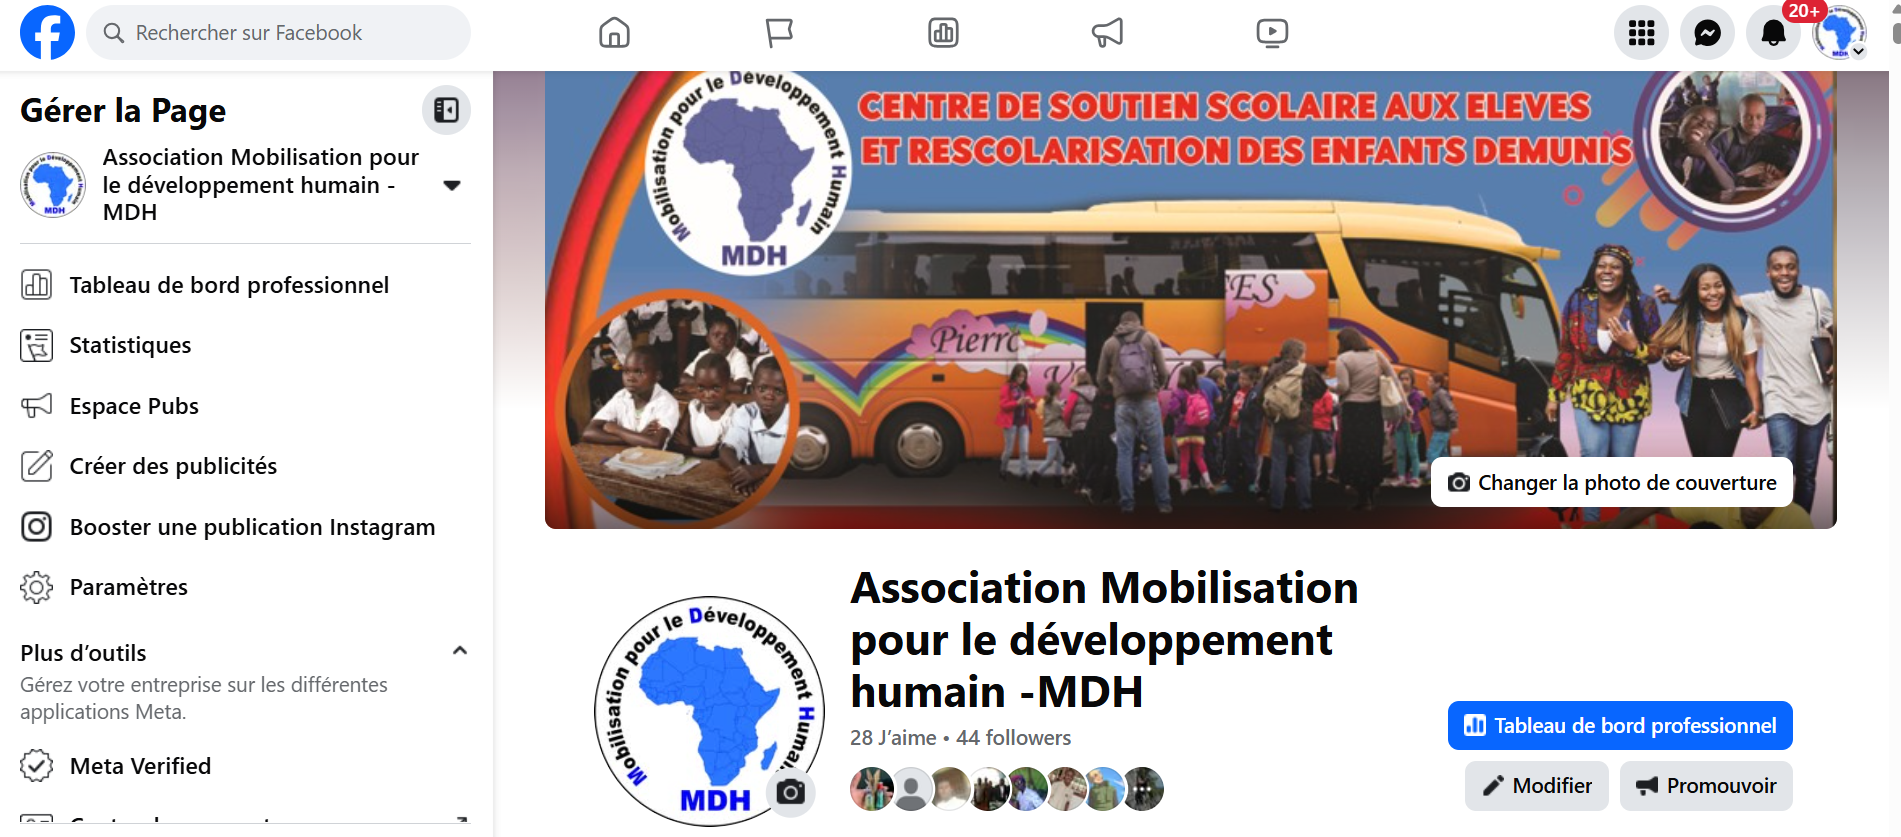 Rechercher sur Facebook
20+
Gérer la Page
Association Mobilisation pour
le développement humain -
MDH
Tableau de bord professionnel
Statistiques
Espace Pubs
Créer des publicités
Booster une publication Instagram
Paramètres
Plus d’outils
Gérez votre entreprise sur les différentes
applications Meta.
Meta Verified
Mobilisation pour le Développement Humain
MDH
CENTRE DE SOUTIEN SCOLAIRE AUX ELEVES
ET RESCOLARISATION DES ENFANTS DEMUNIS
Pierre
Changer la photo de couverture
Mobilisation pour le Développement Humain
MDH
Association Mobilisation
pour le développement
humain -MDH
28 J’aime • 44 followers
Tableau de bord professionnel
Modifier
Promouvoir